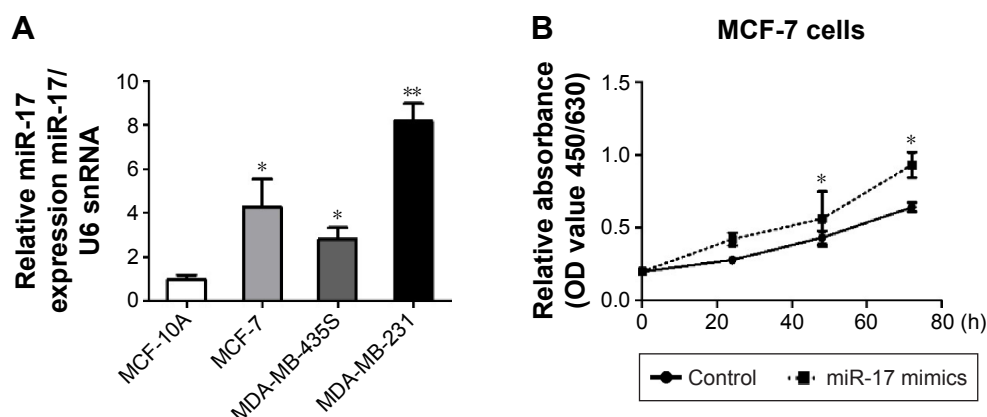 A
Relative miR-17
expression miR-17/
U6 snRNA
10
8
6
4
2
0
*
*
**
MCF-10A
MCF-7
MDA-MB-435S
MDA-MB-231
B
MCF-7 cells
Relative absorbance
(OD value 450/630)
1.5
1.0
0.5
0.0
*
*
0 20 40 60 80 (h)
Control miR-17 mimics